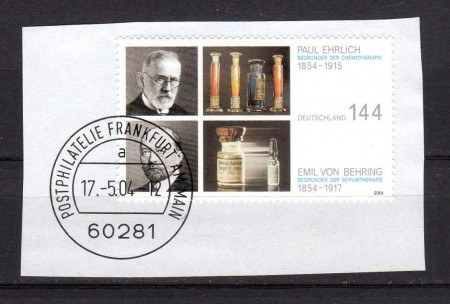 PAUL EHRLICH
BEGRÜNDER DER CHEMOTHERAPIE
1854-1915
DEUTSCHLAND 144
EMIL VON BEHRING
BEGRÜNDER DER SERUMTHERAPIE
1854-1917
2004
POSTPHILATELIE FRANKFURT AM MAIN
a
17.-5.04-12
60281